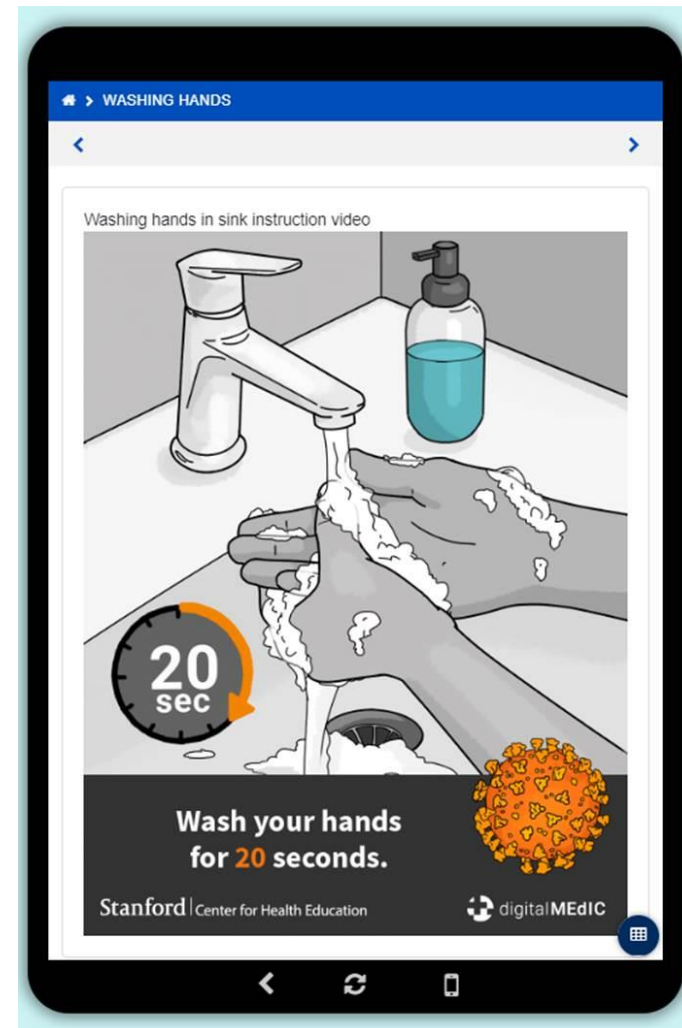 WASHING HANDS
Washing hands in sink instruction video
20
sec
Wash your hands
for 20 seconds.
Stanford | Center for Health Education
digitalMEdIC